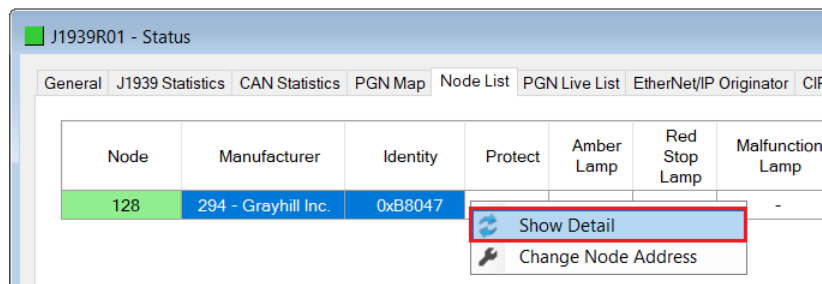 J1939R01 - Status
General J1939 Statistics CAN Statistics PGN Map Node List PGN Live List EtherNet/IP Originator
Node Manufacturer Identity Protect Amber Lamp Red Stop Lamp Malfunction Lamp
128 294 - Grayhill Inc. 0xB8047 -
Show Detail
Change Node Address